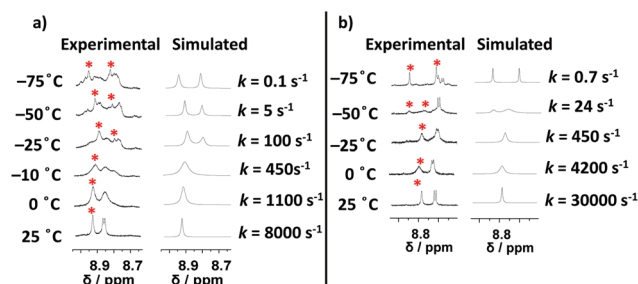 a)
Experimental Simulated
* *
−75 ˚C k = 0.1 s-1
* *
−50 ˚C k = 5 s-1
* *
−25 ˚C k = 100 s-1
*
−10 ˚C k = 450s-1
*
0 ˚C k = 1100 s-1
*
25 ˚C k = 8000 s-1
8.9 8.7 8.9 8.7
δ / ppm δ / ppm
b)
Experimental Simulated
* *
−75 ˚C k = 0.7 s-1
* *
−50 ˚C k = 24 s-1
*
−25 ˚C k = 450 s-1
*
0 ˚C k = 4200 s-1
*
25 ˚C k = 30000 s-1
8.8 8.8
δ / ppm δ / ppm